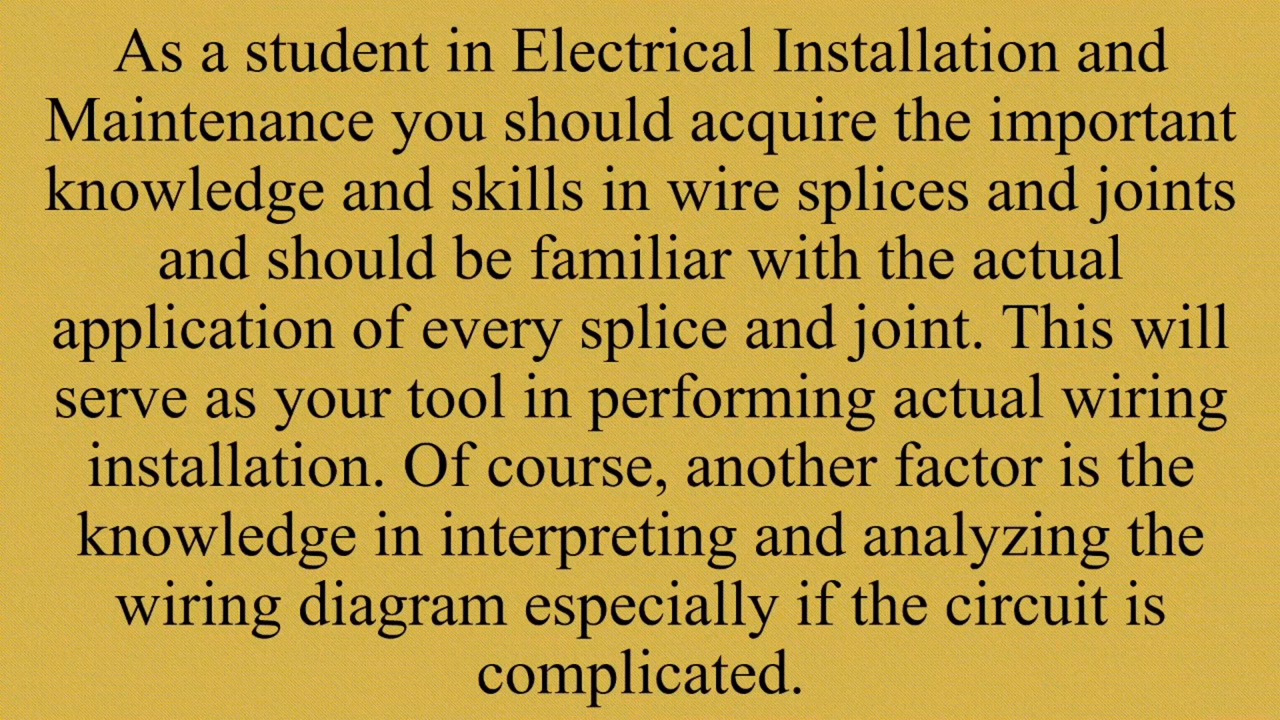 As a student in Electrical Installation and
Maintenance you should acquire the important
knowledge and skills in wire splices and joints
and should be familiar with the actual
application of every splice and joint. This will
serve as your tool in performing actual wiring
installation. Of course, another factor is the
knowledge in interpreting and analyzing the
wiring diagram especially if the circuit is
complicated.